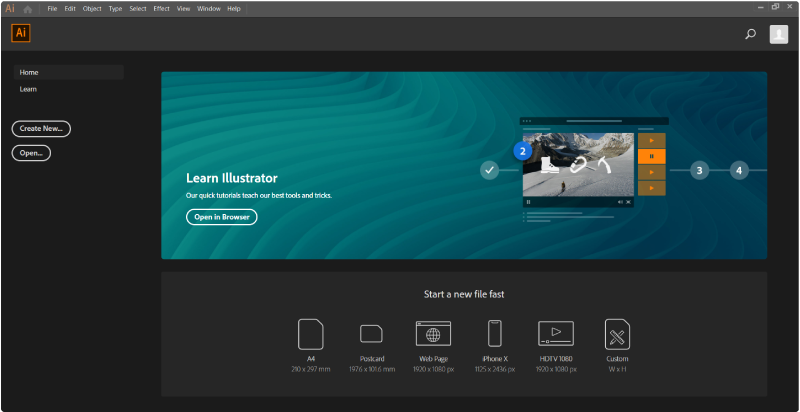 Ai File Edit Object Type Select Effect View Window Help
Ai
Home
Learn
Create New...
Open...
Learn Illustrator
Our quick tutorials teach our best tools and tricks.
Open in Browser
2
3
4
Start a new file fast
A4
210 x 297 mm
Postcard
197.6 x 101.6 mm
Web Page
1920 x 1080 px
iPhone X
1125 x 2436 px
HDTV 1080
1920 x 1080 px
Custom
W x H